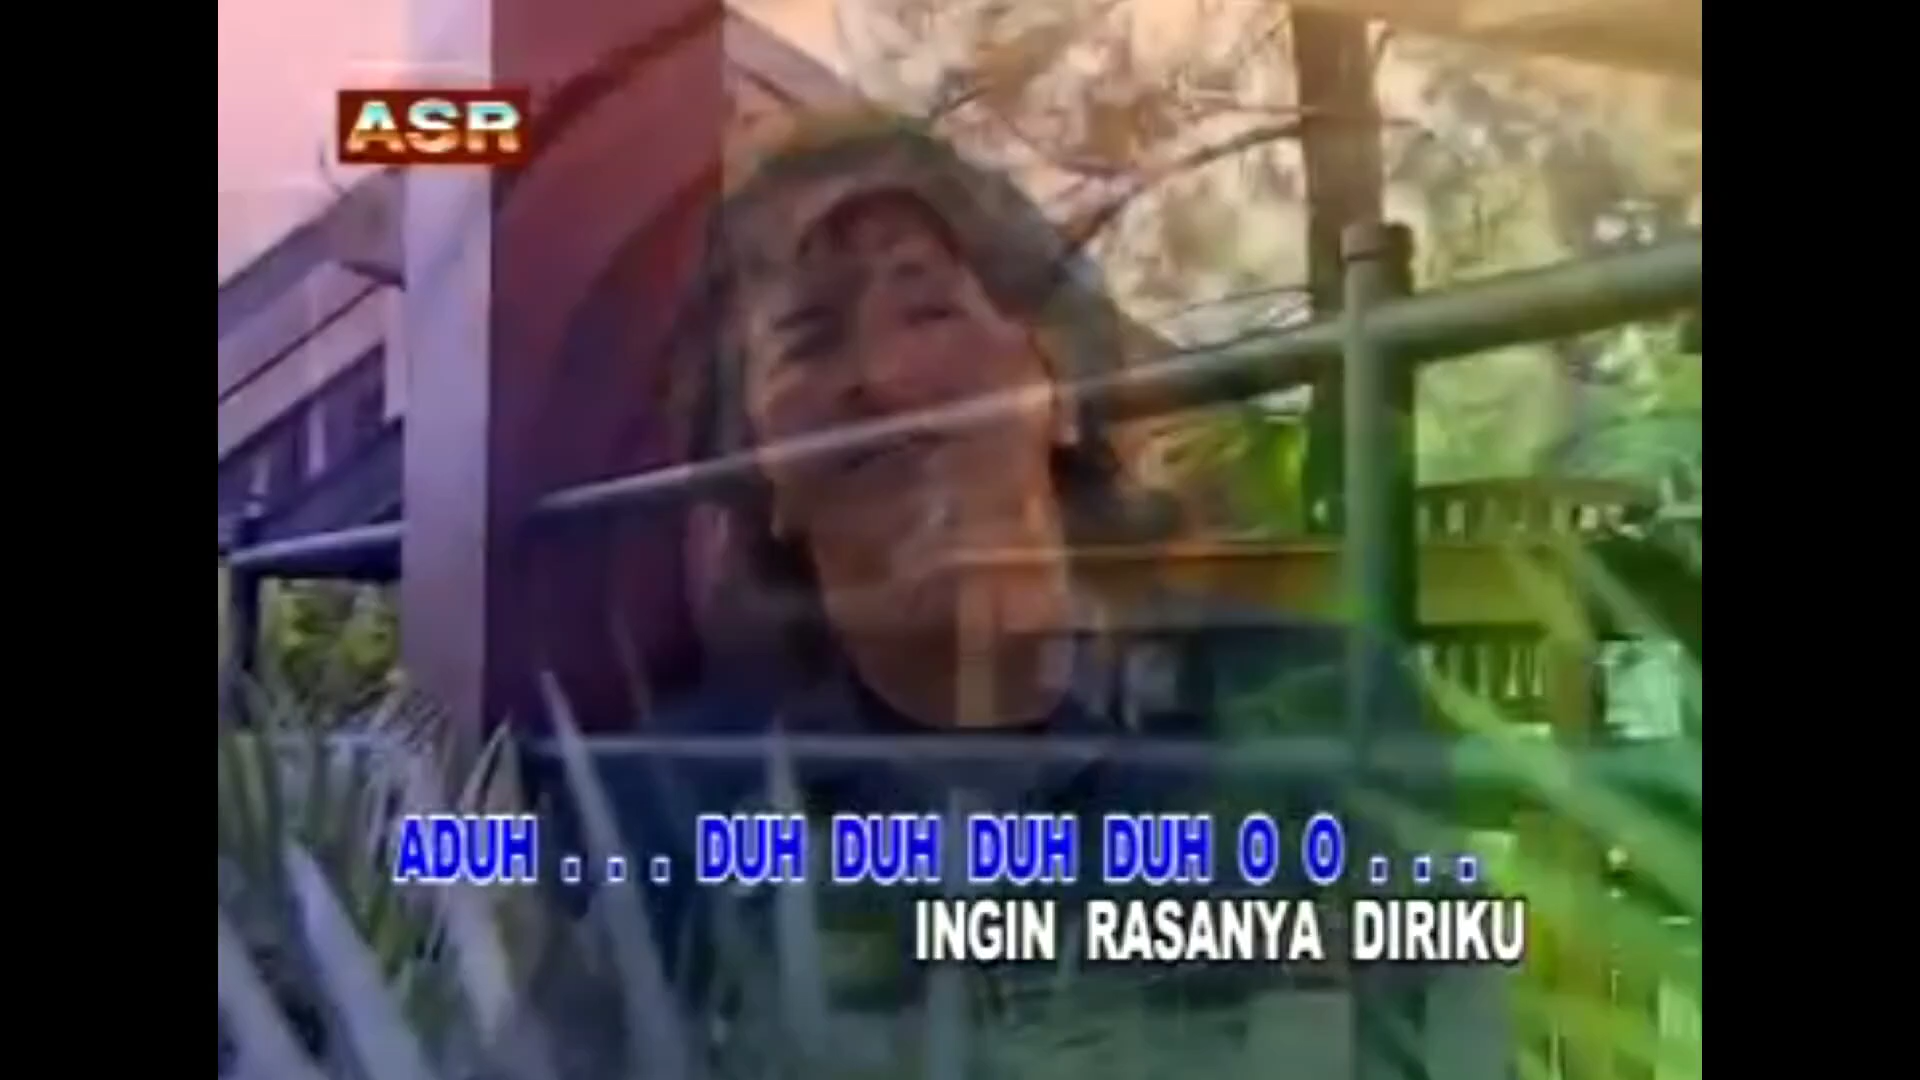 ASR
ADUH . . . DUH DUH DUH DUH O O . . .
INGIN RASANYA DIRIKU